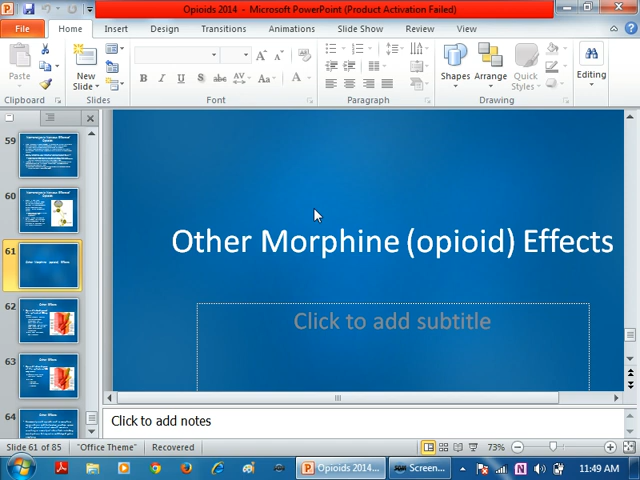 Opioids 2014 - Microsoft PowerPoint (Product Activation Failed)
File Home Insert Design Transitions Animations Slide Show Review View
Paste
New
Slide
Shapes Arrange Quick
Styles
Editing
Clipboard Slides Font Paragraph Drawing
59
60
61
62
63
64
Other Morphine (opioid) Effects
Click to add subtitle
Click to add notes
Slide 61 of 85 "Office Theme" Recovered 73%
Opioids 2014... Screen... 11:49 AM